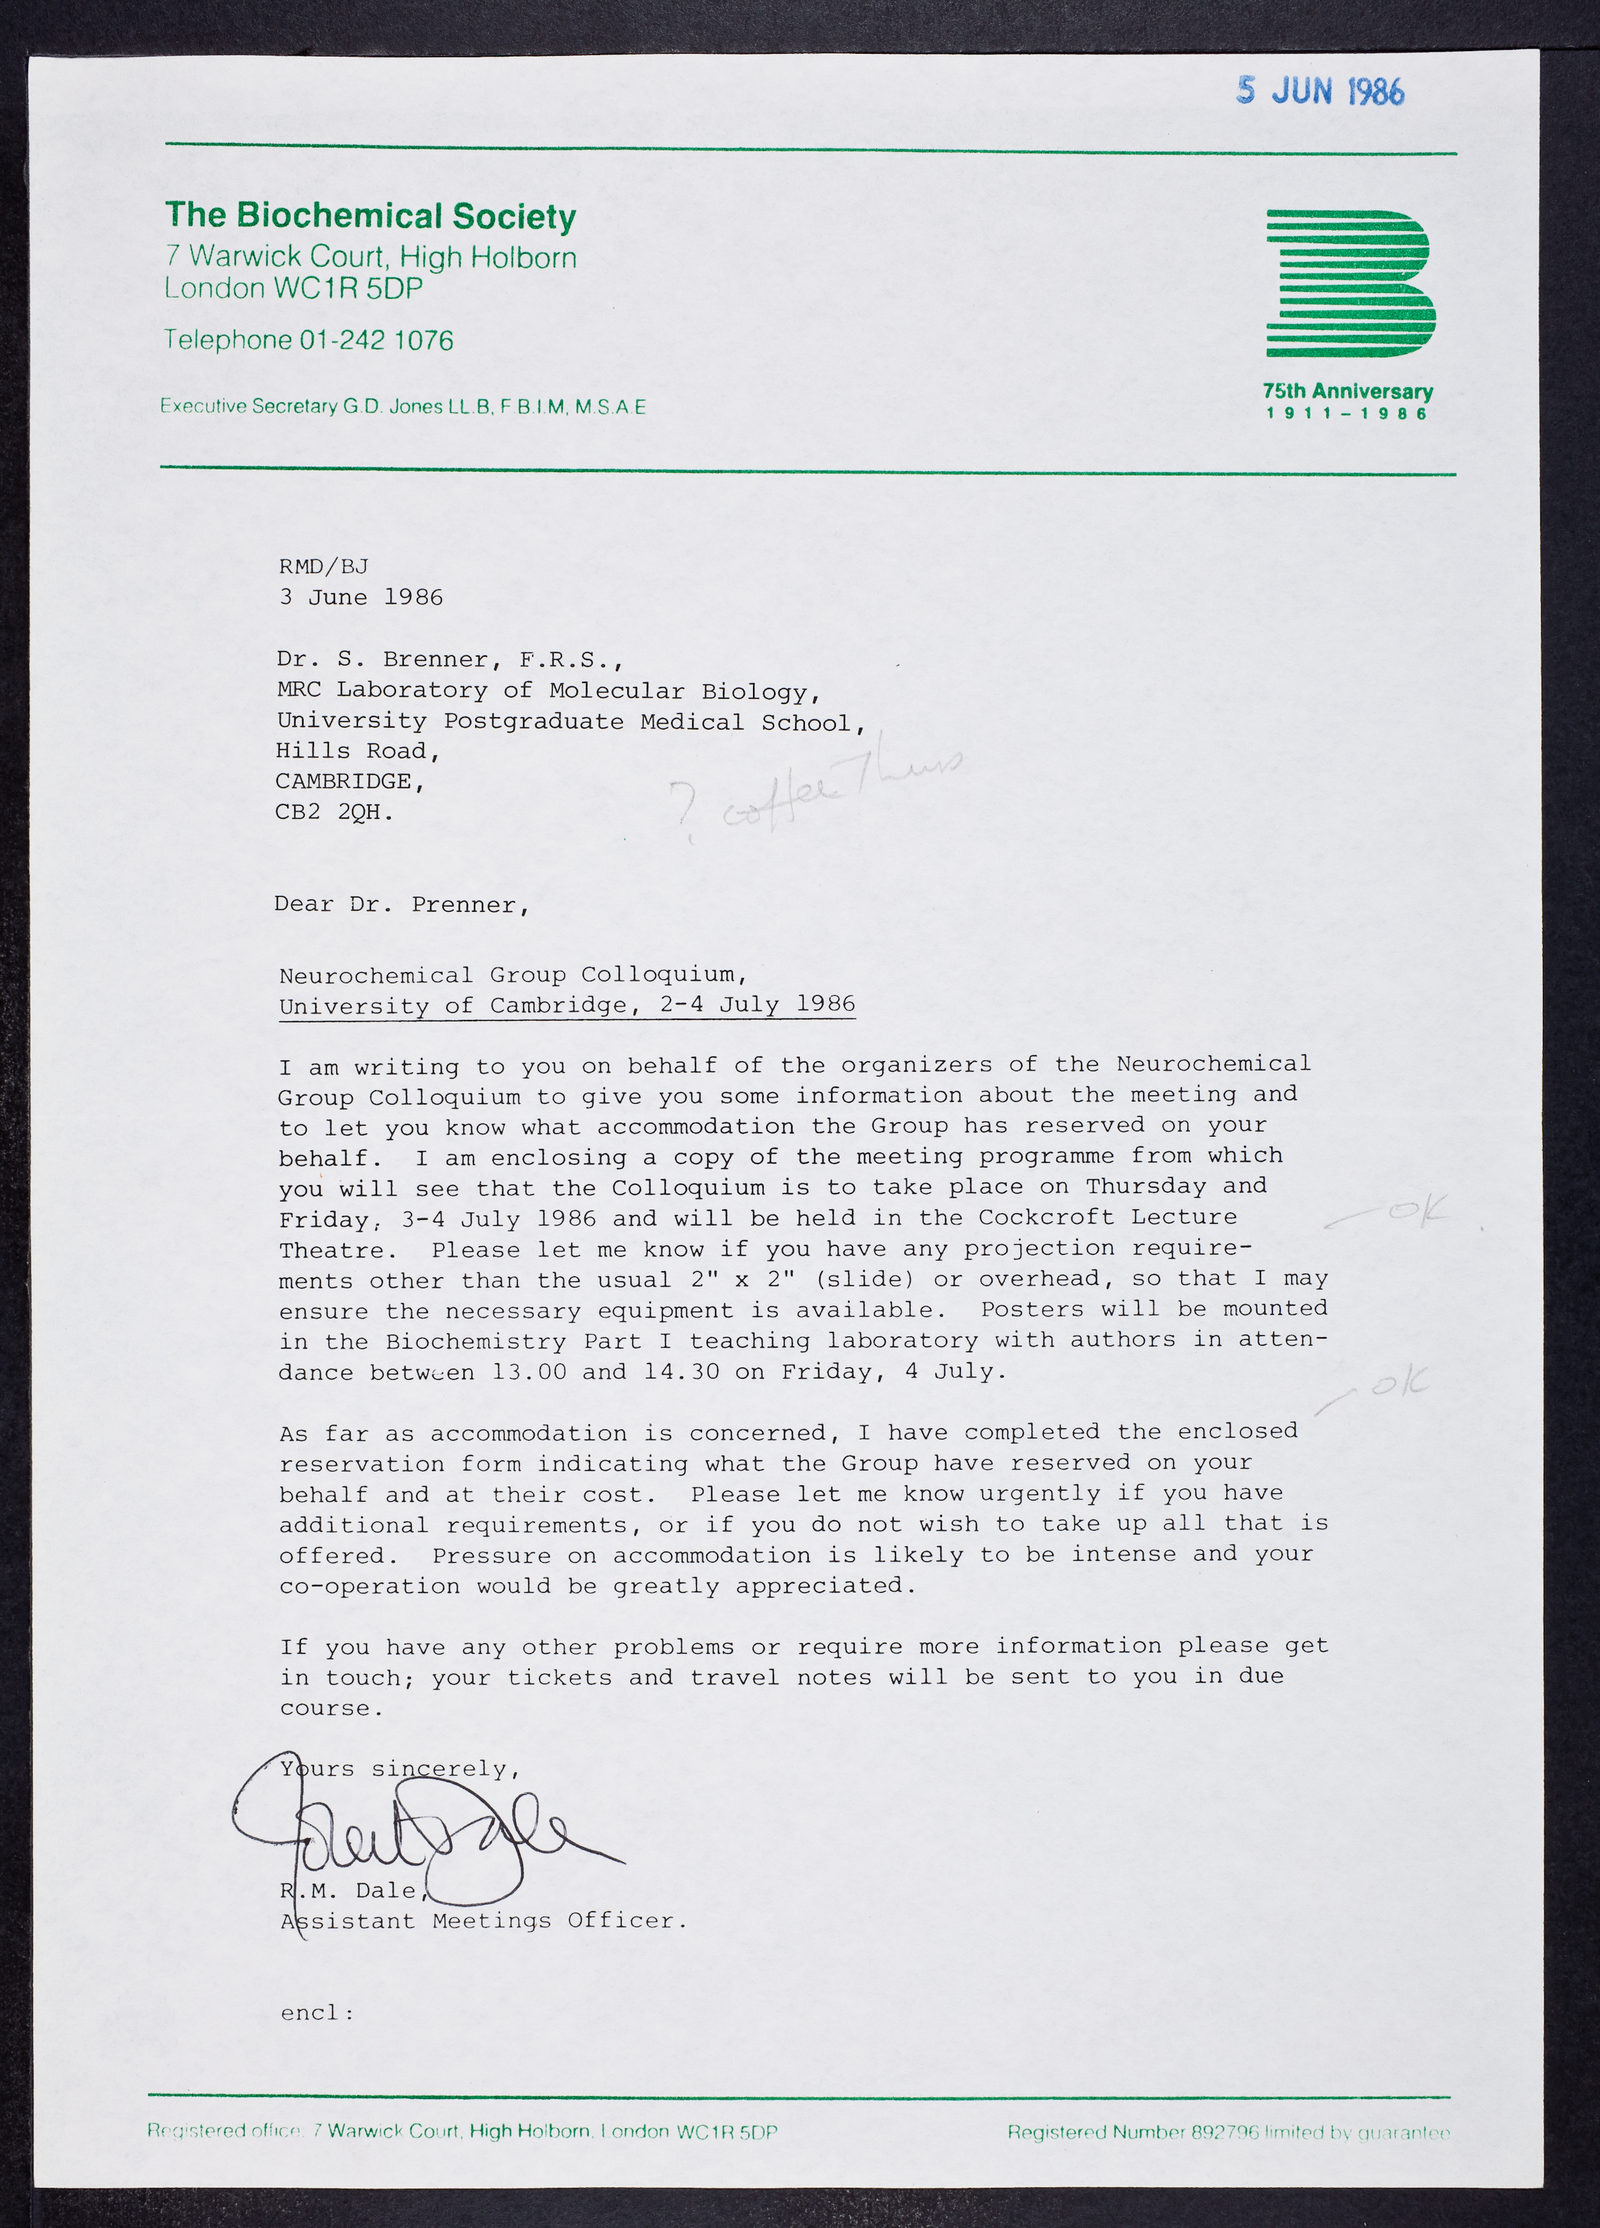 5 JUN 1986
The Biochemical Society
7 Warwick Court, High Holborn
London WC1R 5DP
Telephone 01-242 1076
Executive Secretary G.D. Jones LL.B, F.B.I.M, M.S.A.E
75th Anniversary
1911-1986
RMD/BJ
3 June 1986
Dr. S. Brenner, F.R.S.,
MRC Laboratory of Molecular Biology,
University Postgraduate Medical School,
Hills Road,
CAMBRIDGE,
CB2 2QH.
? coffee Thurs
Dear Dr. Prenner,
Neurochemical Group Colloquium,
University of Cambridge, 2-4 July 1986
I am writing to you on behalf of the organizers of the Neurochemical
Group Colloquium to give you some information about the meeting and
to let you know what accommodation the Group has reserved on your
behalf. I am enclosing a copy of the meeting programme from which
you will see that the Colloquium is to take place on Thursday and
Friday, 3-4 July 1986 and will be held in the Cockcroft Lecture
- OK
Theatre. Please let me know if you have any projection require-
ments other than the usual 2" x 2" (slide) or overhead, so that I may
ensure the necessary equipment is available. Posters will be mounted
in the Biochemistry Part I teaching laboratory with authors in atten-
dance between 13.00 and 14.30 on Friday, 4 July.
- OK
As far as accommodation is concerned, I have completed the enclosed
reservation form indicating what the Group have reserved on your
behalf and at their cost. Please let me know urgently if you have
additional requirements, or if you do not wish to take up all that is
offered. Pressure on accommodation is likely to be intense and your
co-operation would be greatly appreciated.
If you have any other problems or require more information please get
in touch; your tickets and travel notes will be sent to you in due
course.
Yours sincerely,
R.M. Dale,
Assistant Meetings Officer.
encl:
Registered office: 7 Warwick Court, High Holborn, London WC1R 5DP
Registered Number 892796 limited by guarantee